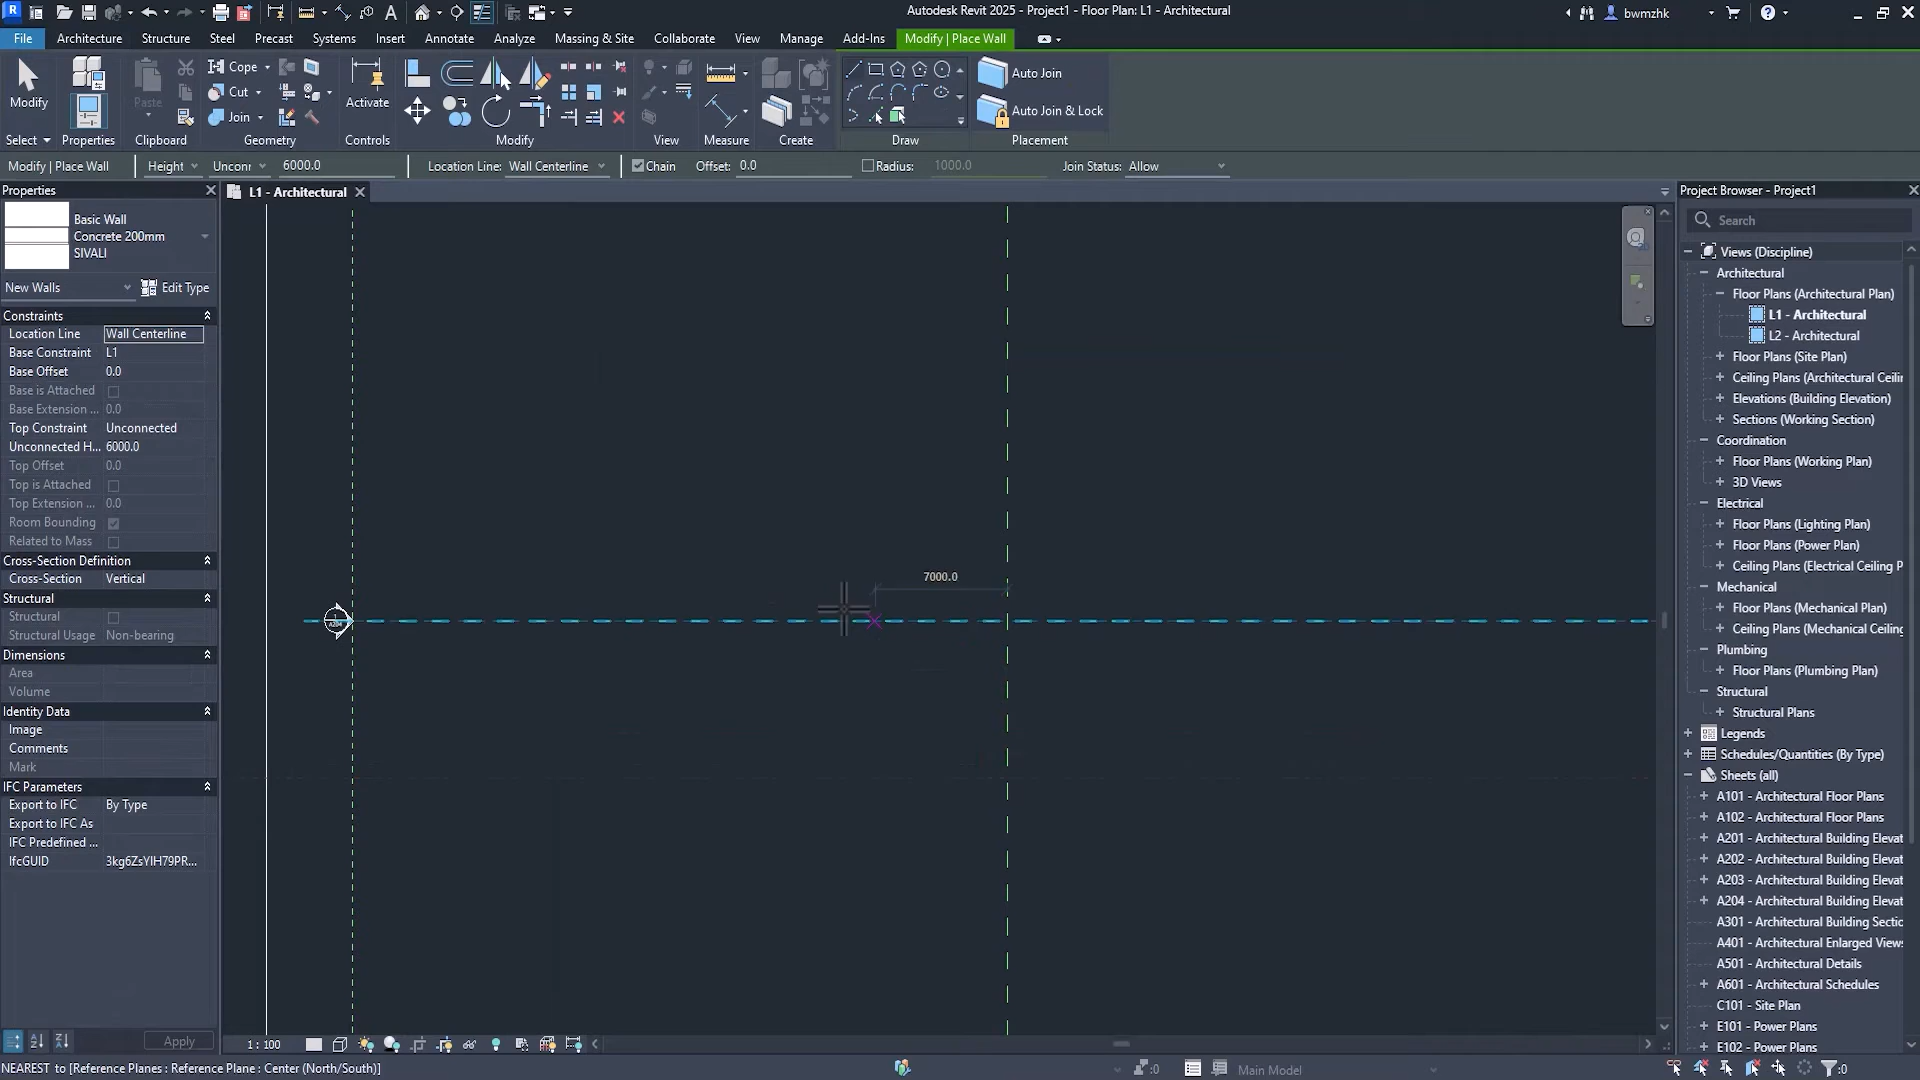 Autodesk Revit 2025 - Project1 - Floor Plan: L1 - Architectural
bwmzhk
File Architecture Structure Steel Precast Systems Insert Annotate Analyze Massing & Site Collaborate View Manage Add-Ins Modify | Place Wall
Modify
Paste
Cope
Cut
Join
Activate
Auto Join
Auto Join & Lock
Select Properties Clipboard Geometry Controls Modify View Measure Create Draw Placement
Modify | Place Wall Height Unconr 6000.0 Location Line: Wall Centerline Chain Offset: 0.0 Radius: 1000.0 Join Status: Allow
Properties
Basic Wall
Concrete 200mm
SIVALI
New Walls Edit Type
Constraints
Location Line Wall Centerline
Base Constraint L1
Base Offset 0.0
Base is Attached
Base Extension ... 0.0
Top Constraint Unconnected
Unconnected H... 6000.0
Top Offset 0.0
Top is Attached
Top Extension ... 0.0
Room Bounding
Related to Mass
Cross-Section Definition
Cross-Section Vertical
Structural
Structural
Structural Usage Non-bearing
Dimensions
Area
Volume
Identity Data
Image
Comments
Mark
IFC Parameters
Export to IFC By Type
Export to IFC As
IFC Predefined ...
IfcGUID 3kg6ZsYIH79PR...
Apply
L1 - Architectural
7000.0
1 : 100
Project Browser - Project1
Search
Views (Discipline)
Architectural
Floor Plans (Architectural Plan)
L1 - Architectural
L2 - Architectural
Floor Plans (Site Plan)
Ceiling Plans (Architectural Ceilin
Elevations (Building Elevation)
Sections (Working Section)
Coordination
Floor Plans (Working Plan)
3D Views
Electrical
Floor Plans (Lighting Plan)
Floor Plans (Power Plan)
Ceiling Plans (Electrical Ceiling P
Mechanical
Floor Plans (Mechanical Plan)
Ceiling Plans (Mechanical Ceiling
Plumbing
Floor Plans (Plumbing Plan)
Structural
Structural Plans
Legends
Schedules/Quantities (By Type)
Sheets (all)
A101 - Architectural Floor Plans
A102 - Architectural Floor Plans
A201 - Architectural Building Elevat
A202 - Architectural Building Elevat
A203 - Architectural Building Elevat
A204 - Architectural Building Elevat
A301 - Architectural Building Sectio
A401 - Architectural Enlarged Views
A501 - Architectural Details
A601 - Architectural Schedules
C101 - Site Plan
E101 - Power Plans
E102 - Power Plans
NEAREST to [Reference Planes : Reference Plane : Center (North/South)]
:0 Main Model :0